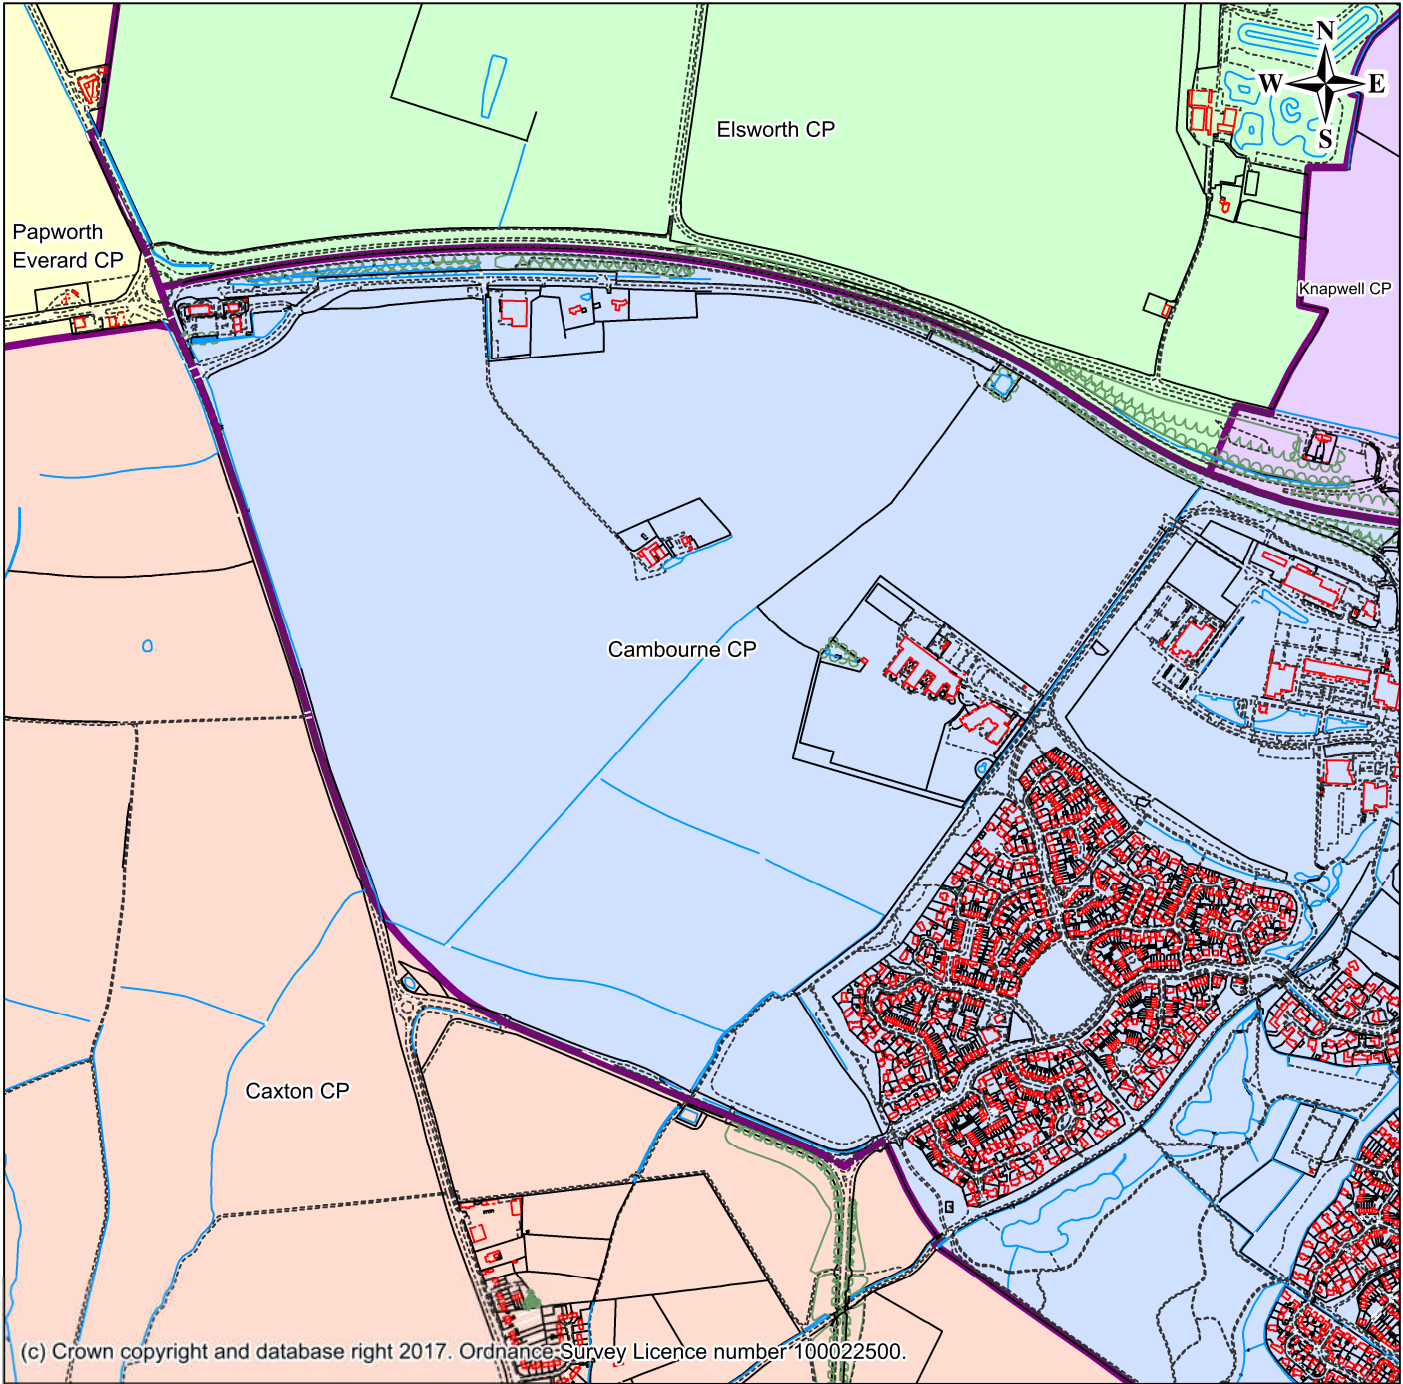 N
W E
S
Elsworth CP
Papworth
Everard CP
Knapwell CP
Cambourne CP
Caxton CP
(c) Crown copyright and database right 2017. Ordnance Survey Licence number 100022500.